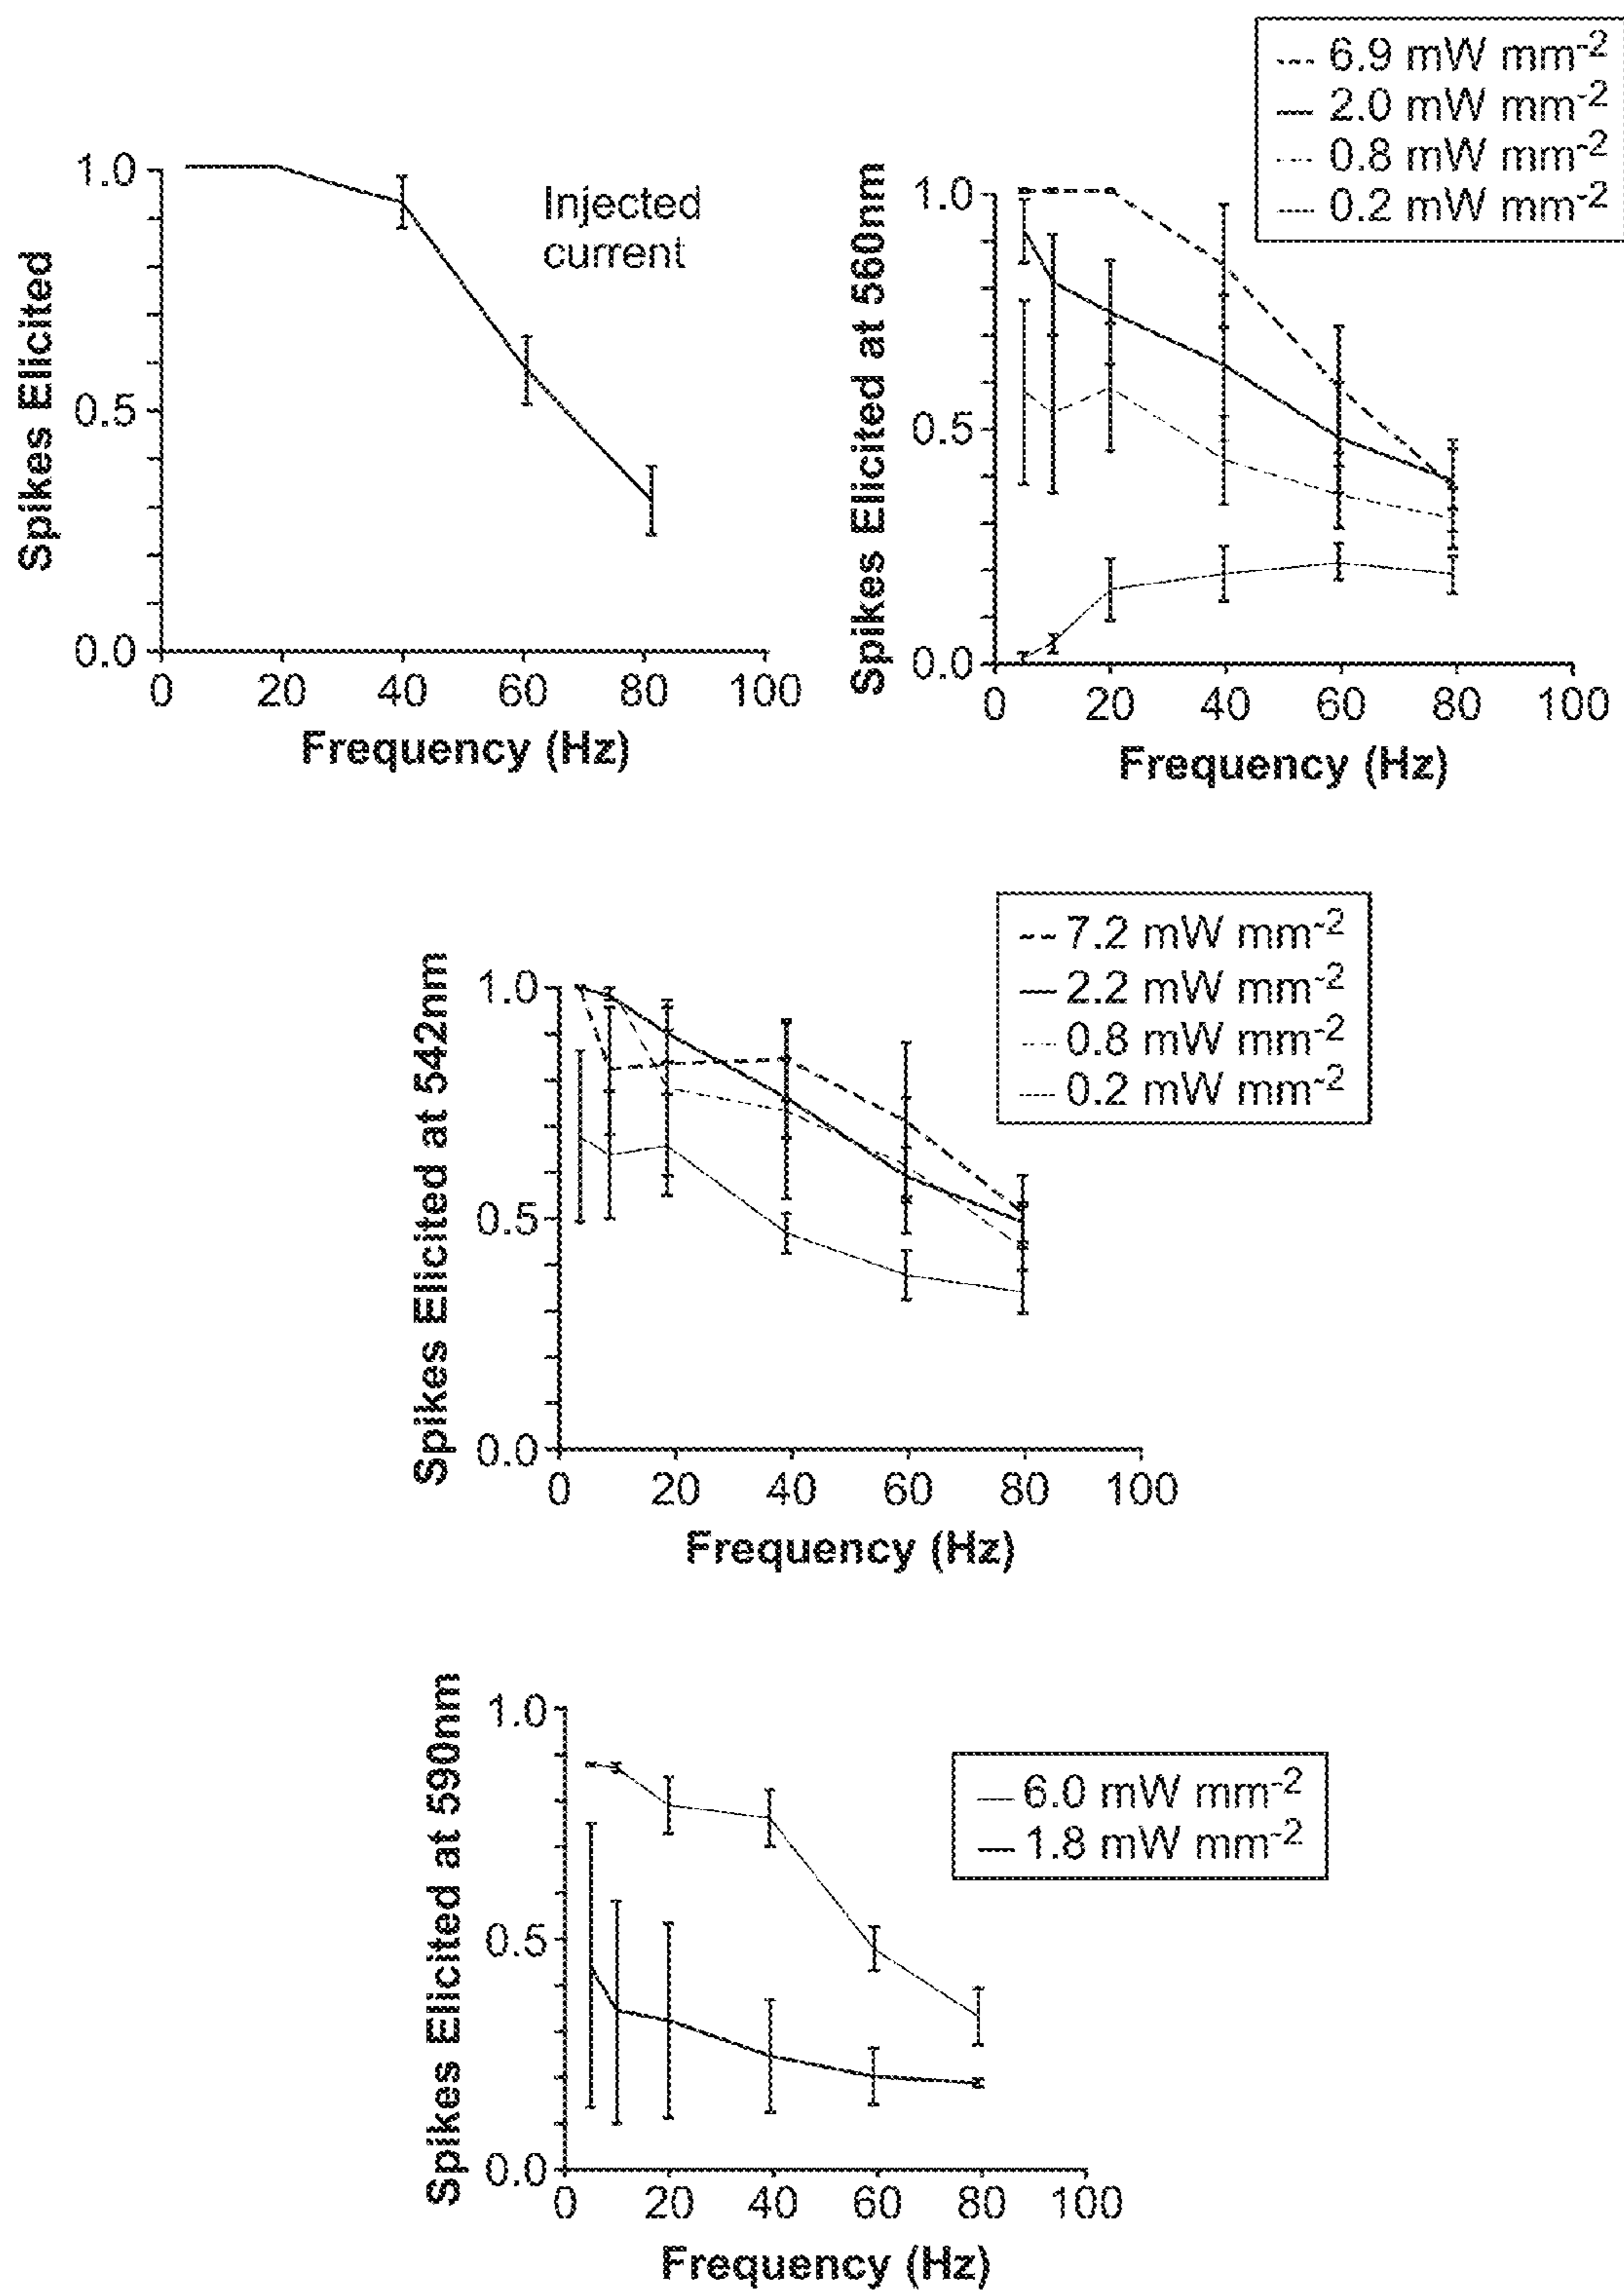 6.9 mW mm-2
2.0 mW mm-2
0.8 mW mm-2
0.2 mW mm-2
Spikes Elicited
1.0
0.5
0.0
Injected
current
0 20 40 60 80 100
Frequency (Hz)
Spikes Elicited at 560nm
1.0
0.5
0.0
0 20 40 60 80 100
Frequency (Hz)
7.2 mW mm-2
2.2 mW mm-2
0.8 mW mm-2
0.2 mW mm-2
Spikes Elicited at 542nm
1.0
0.5
0.0
0 20 40 60 80 100
Frequency (Hz)
Spikes Elicited at 590nm
1.0
0.5
0.0
6.0 mW mm-2
1.8 mW mm-2
0 20 40 60 80 100
Frequency (Hz)